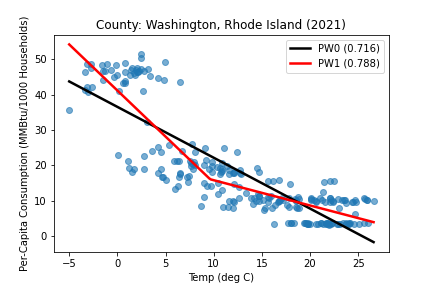 County: Washington, Rhode Island (2021)
PW0 (0.716)
PW1 (0.788)
Per-Capita Consumption (MMBtu/1000 Households)
50
40
30
20
10
0
−5
0
5
10
15
20
25
Temp (deg C)